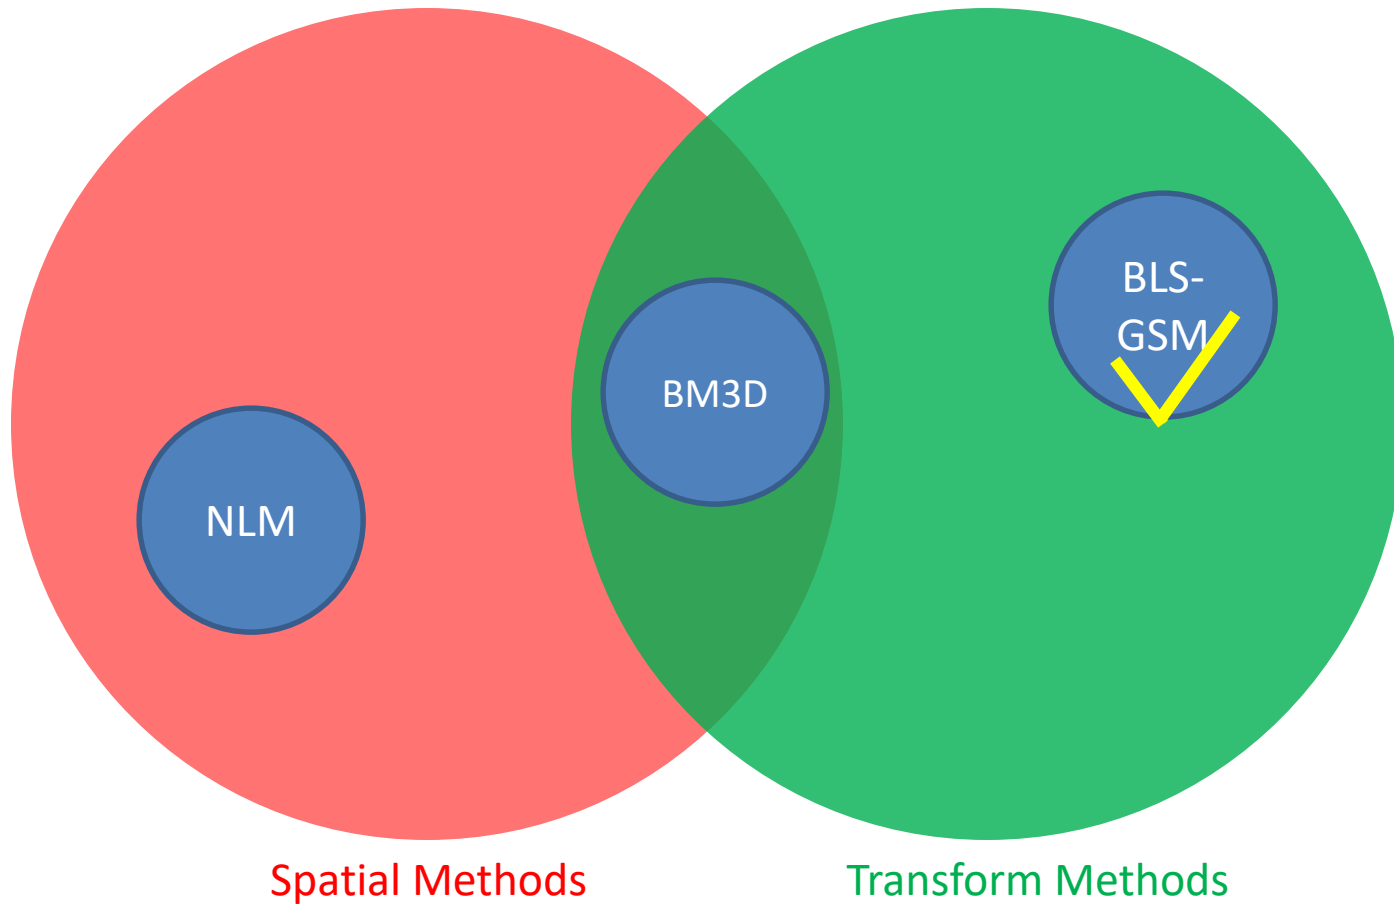 BLS-
GSM
BM3D
NLM
Spatial Methods
Transform Methods